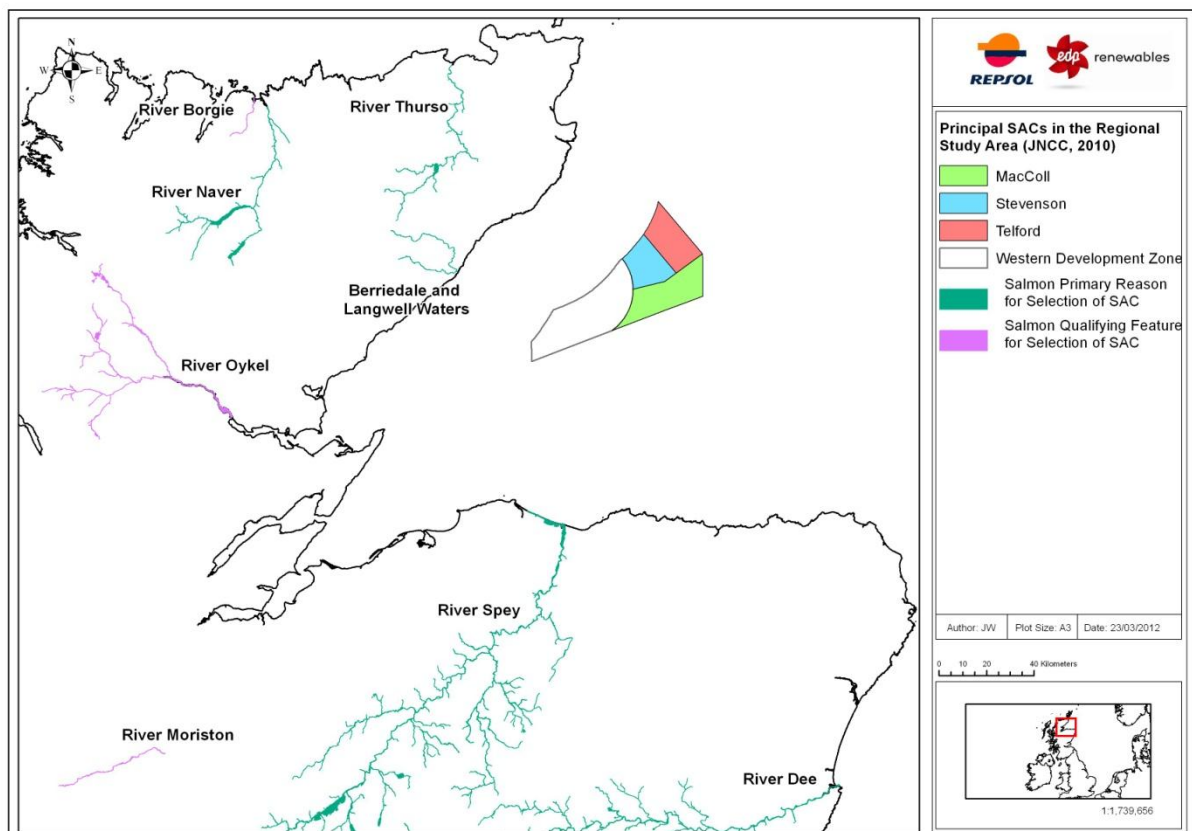 N
W E
S
River Borgie
River Thurso
River Naver
Berriedale and
Langwell Waters
River Oykel
River Spey
River Moriston
River Dee
REPSOL
edp renewables
Principal SACs in the Regional
Study Area (JNCC, 2010)
MacColl
Stevenson
Telford
Western Development Zone
Salmon Primary Reason
for Selection of SAC
Salmon Qualifying Feature
for Selection of SAC
Author: JW Plot Size: A3 Date: 23/03/2012
0 10 20 40 Kilometers
1:1,739,656